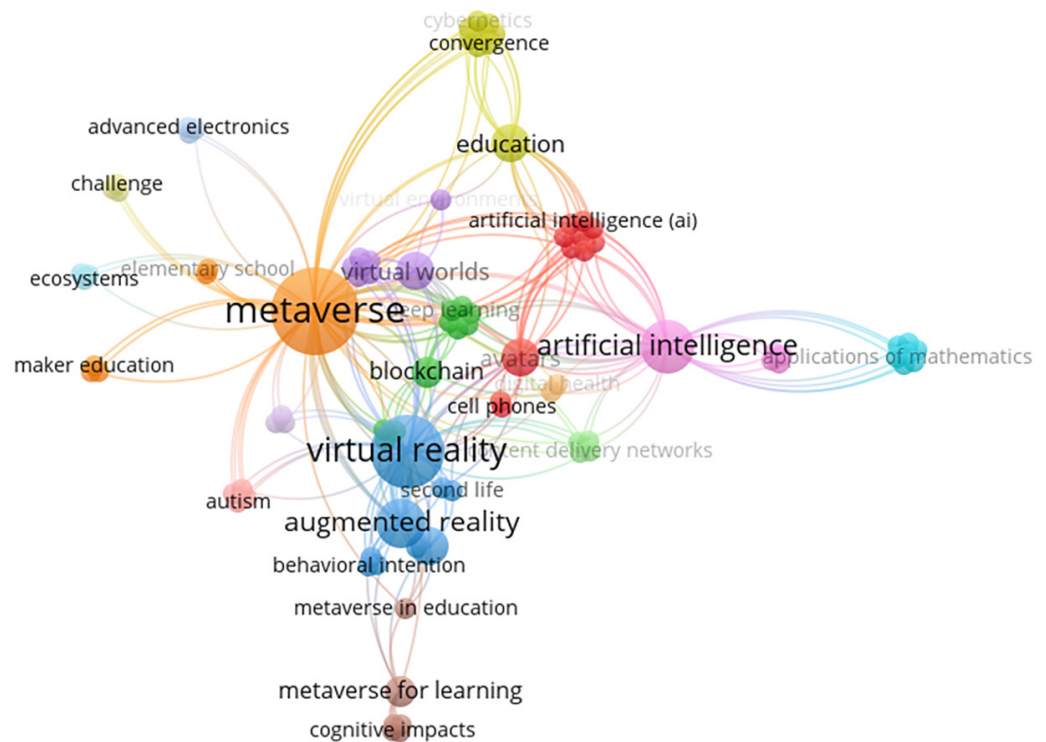 cybernetics
convergence
advanced electronics
education
challenge
virtual environments
artificial intelligence (ai)
elementary school
virtual worlds
ecosystems
metaverse
deep learning
artificial intelligence
avatars
applications of mathematics
maker education
blockchain
digital health
cell phones
virtual reality
content delivery networks
second life
autism
augmented reality
behavioral intention
metaverse in education
metaverse for learning
cognitive impacts